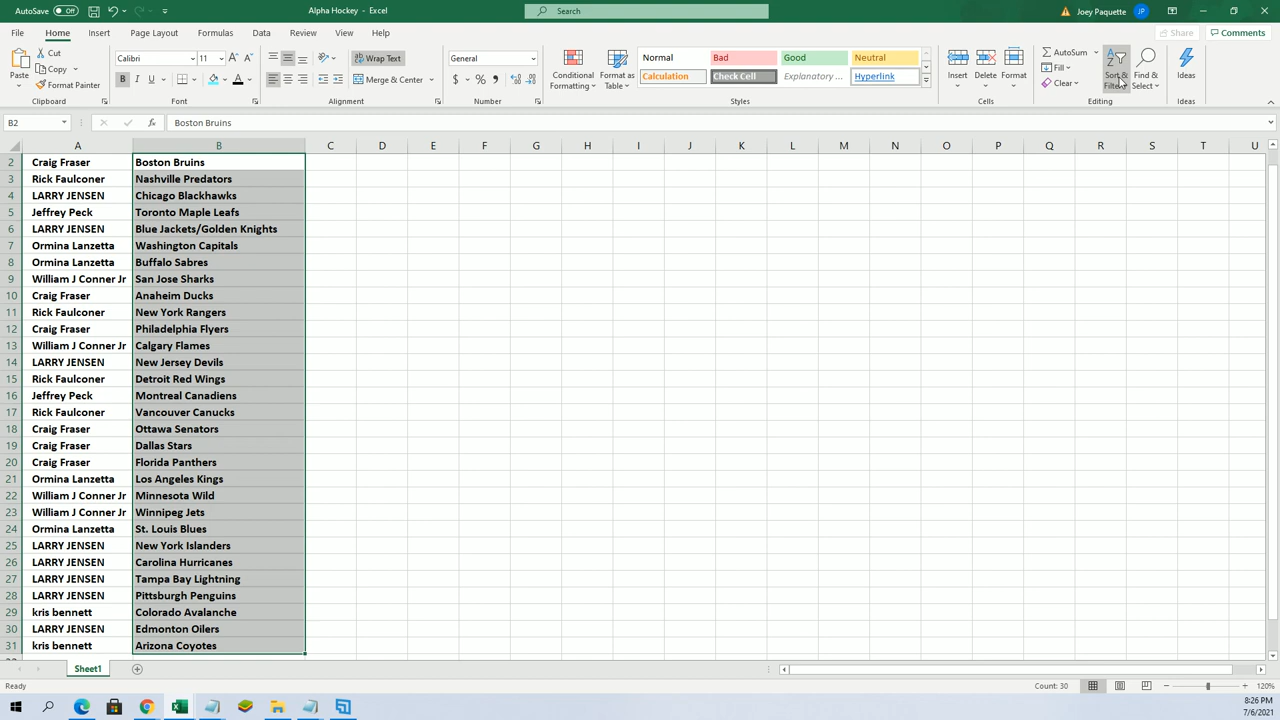 AutoSave Off Alpha Hockey - Excel Search Joey Paquette JP
File Home Insert Page Layout Formulas Data Review View Help Share Comments
Paste Cut Copy Format Painter Clipboard
Calibri 11 A A B I U A Font
Wrap Text Merge & Center Alignment
General $ % , Number
Conditional Formatting Format as Table
Normal Bad Good Neutral
Calculation Check Cell Explanatory ... Hyperlink
Styles
Insert Delete Format Cells
AutoSum Fill Clear Sort & Filter Find & Select Editing
Ideas Ideas
B2 fx Boston Bruins
A B C D E F G H I J K L M N O P Q R S T U
2 Craig Fraser Boston Bruins
3 Rick Faulconer Nashville Predators
4 LARRY JENSEN Chicago Blackhawks
5 Jeffrey Peck Toronto Maple Leafs
6 LARRY JENSEN Blue Jackets/Golden Knights
7 Ormina Lanzetta Washington Capitals
8 Ormina Lanzetta Buffalo Sabres
9 William J Conner Jr San Jose Sharks
10 Craig Fraser Anaheim Ducks
11 Rick Faulconer New York Rangers
12 Craig Fraser Philadelphia Flyers
13 William J Conner Jr Calgary Flames
14 LARRY JENSEN New Jersey Devils
15 Rick Faulconer Detroit Red Wings
16 Jeffrey Peck Montreal Canadiens
17 Rick Faulconer Vancouver Canucks
18 Craig Fraser Ottawa Senators
19 Craig Fraser Dallas Stars
20 Craig Fraser Florida Panthers
21 Ormina Lanzetta Los Angeles Kings
22 William J Conner Jr Minnesota Wild
23 William J Conner Jr Winnipeg Jets
24 Ormina Lanzetta St. Louis Blues
25 LARRY JENSEN New York Islanders
26 LARRY JENSEN Carolina Hurricanes
27 LARRY JENSEN Tampa Bay Lightning
28 LARRY JENSEN Pittsburgh Penguins
29 kris bennett Colorado Avalanche
30 LARRY JENSEN Edmonton Oilers
31 kris bennett Arizona Coyotes
Sheet1
Ready Count: 30 120%
8:26 PM
7/6/2021